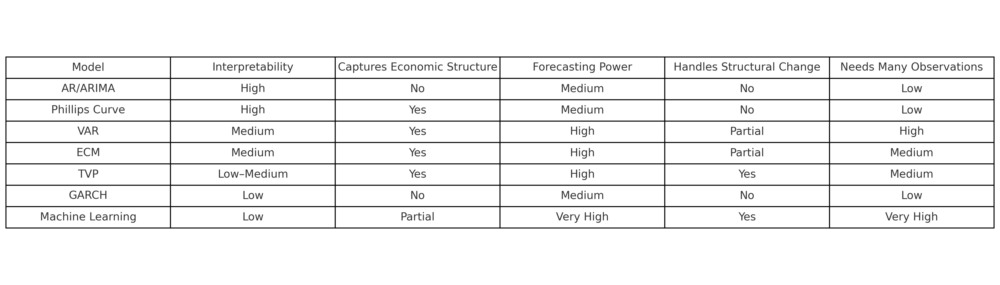 Model Interpretability Captures Economic Structure Forecasting Power Handles Structural Change Needs Many Observations
AR/ARIMA High No Medium No Low
Phillips Curve High Yes Medium No Low
VAR Medium Yes High Partial High
ECM Medium Yes High Partial Medium
TVP Low–Medium Yes High Yes Medium
GARCH Low No Medium No Low
Machine Learning Low Partial Very High Yes Very High